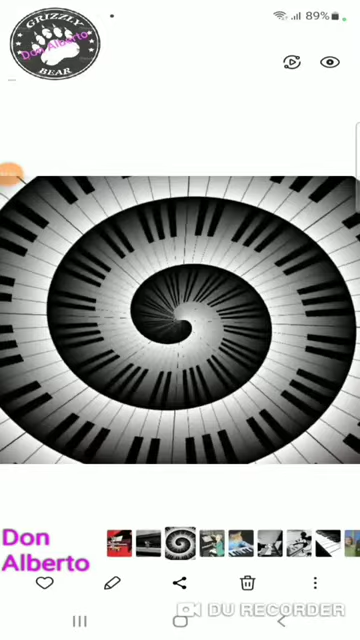 GRIZZLY
Don Alberto
BEAR
89%
Don
Alberto
DU RECORDER